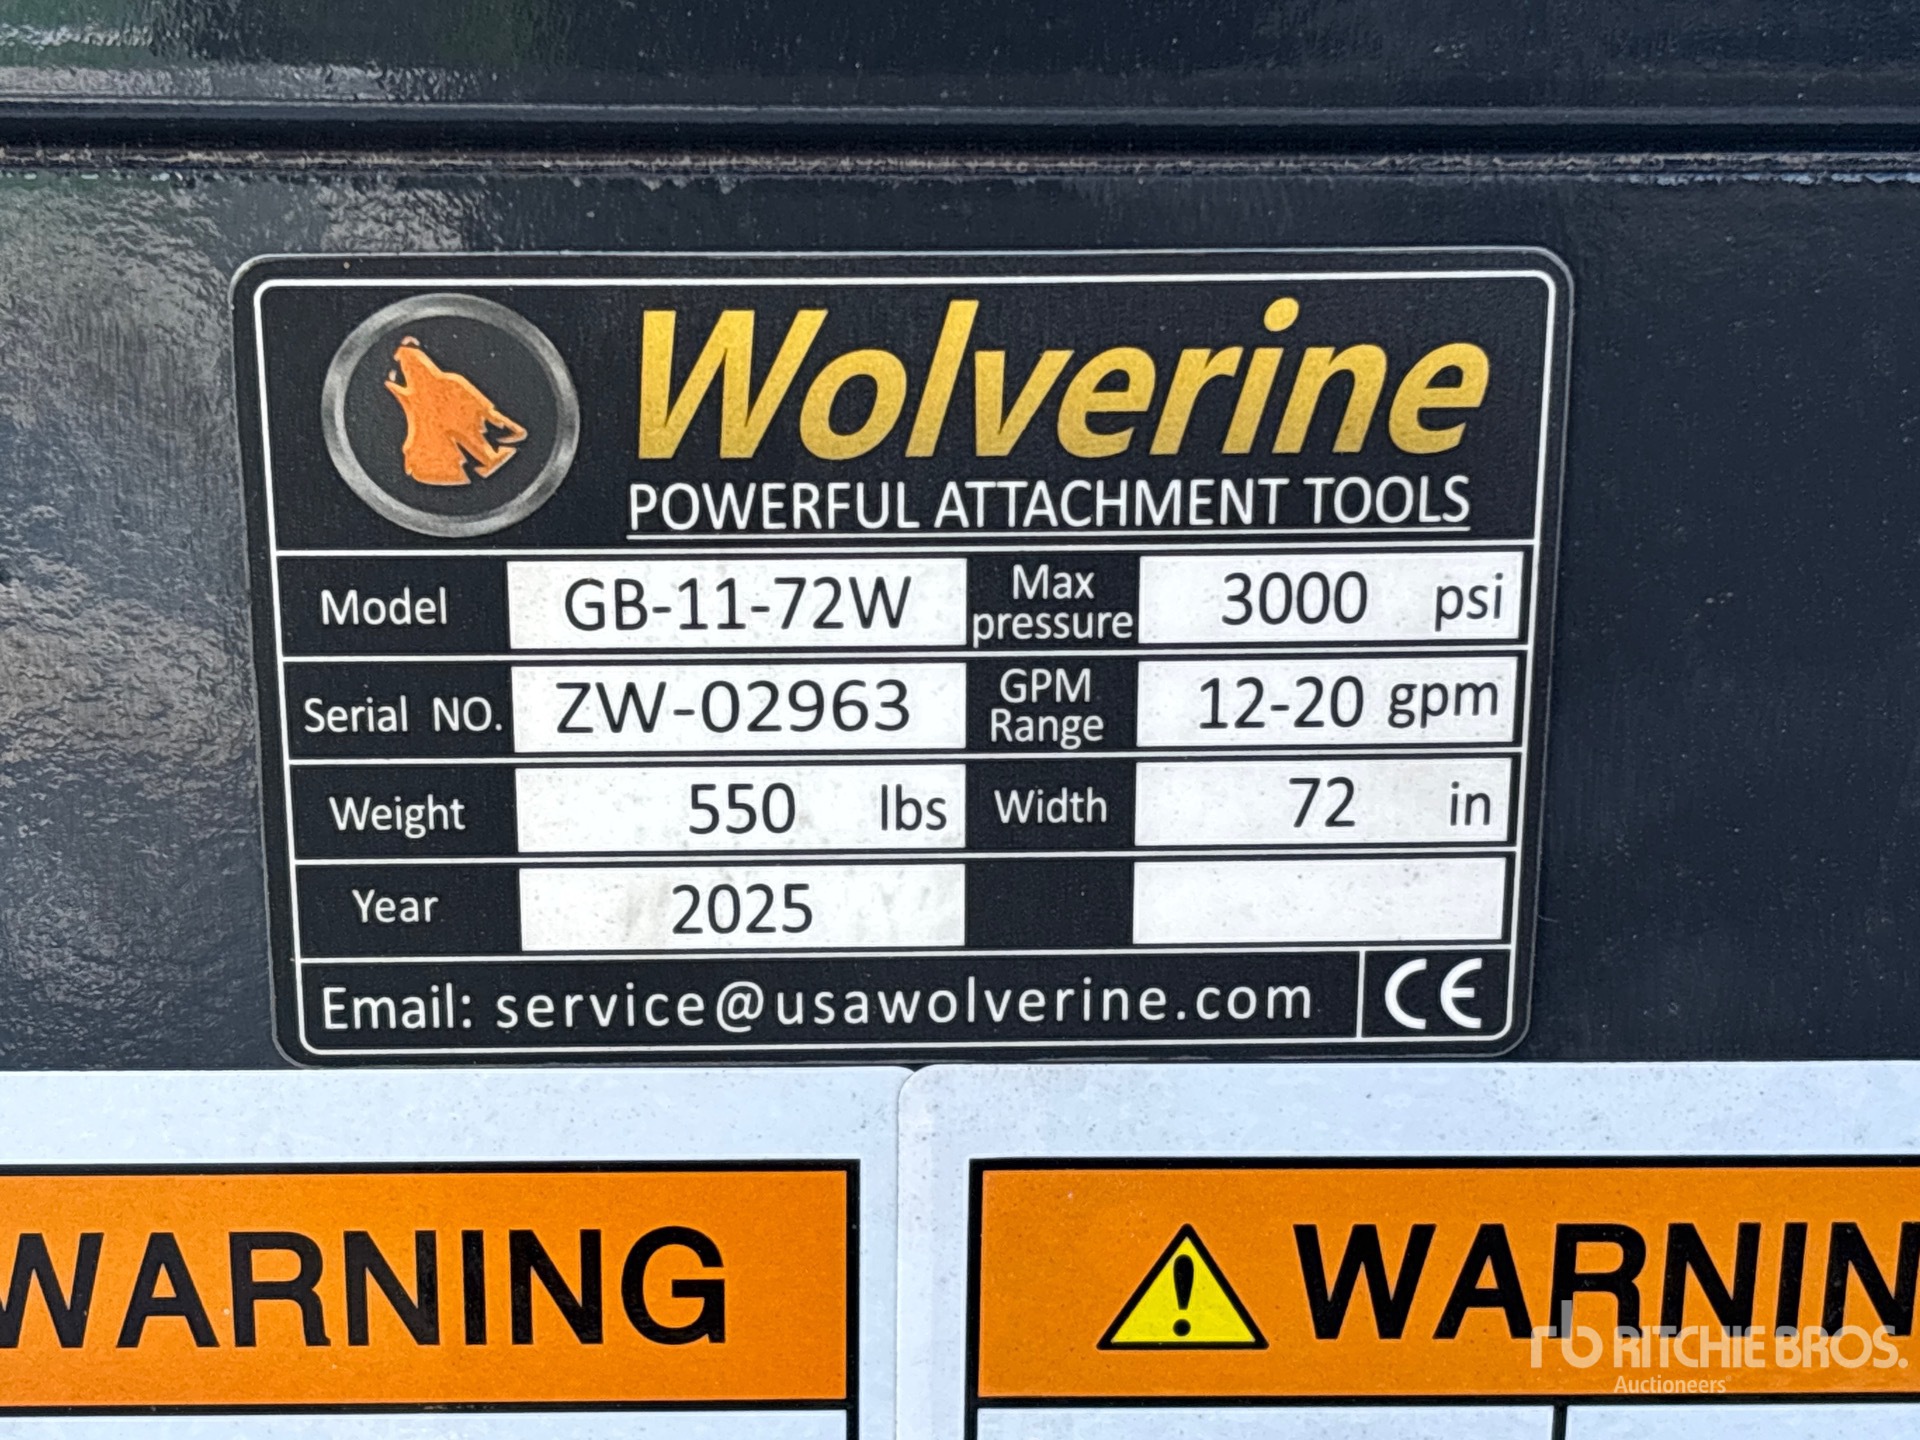 Wolverine
POWERFUL ATTACHMENT TOOLS
Model GB-11-72W Max pressure 3000 psi
Serial NO. ZW-02963 GPM Range 12-20 gpm
Weight 550 lbs Width 72 in
Year 2025
Email: service@usawolverine.com CE
WARNING WARNIN
rb RITCHIE BROS.
Auctioneers